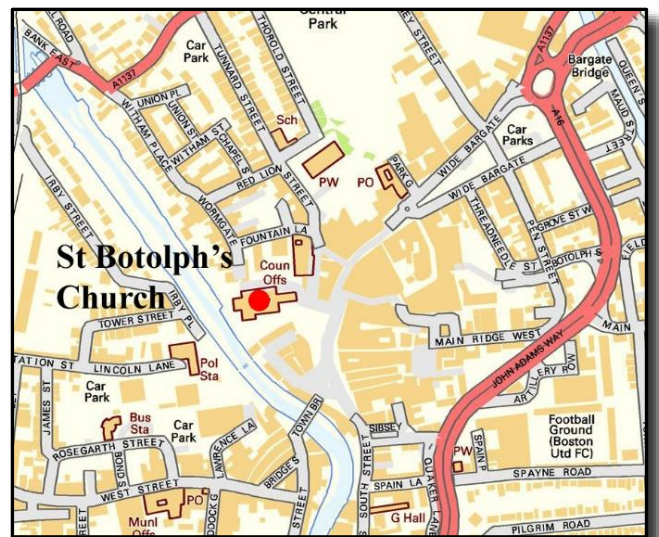 Central
Park
BANK EAST
A1137
Car
Park
THOROLD STREET
TUNNARD STREET
A1137
Bargate
Bridge
QUEEN'S
MAUD STREET
A16
Car
Parks
UNION PL
UNION S
WITHAM PLACE
WITHAM ST
CHAPEL S
RED LION
STREET
Sch
PW
PO
PARK G
WIDE BARGATE
WIDE BARGATE
THREADNEEDLE ST
PEN STREET
GROVE ST W
BOTOLPH S
FIELD
IRBY STREET
WORMGATE
FOUNTAIN LA
Coun
Offs
St Botolph's
Church
IRBY PL
TOWER STREET
LINCOLN LANE
Pol
Sta
MAIN RIDGE WEST
MAIN
JOHN ADAMS WAY
ARTILLERY ROW
TATION ST
JAMES ST
Car
Park
Bus
Sta
Car
Park
ROSEGARTH STREET
BOND S
LAWRENCE LA
TOWN BR
BRIDGE S
WEST STREET
PO
Munl
Offs
DDOCK G
SIBSEY
SOUTH STREET
SPAIN LA
G Hall
QUAKER LANE
PW
SPAIN P
Football
Ground
(Boston
Utd FC)
SPAYNE ROAD
PILGRIM ROAD